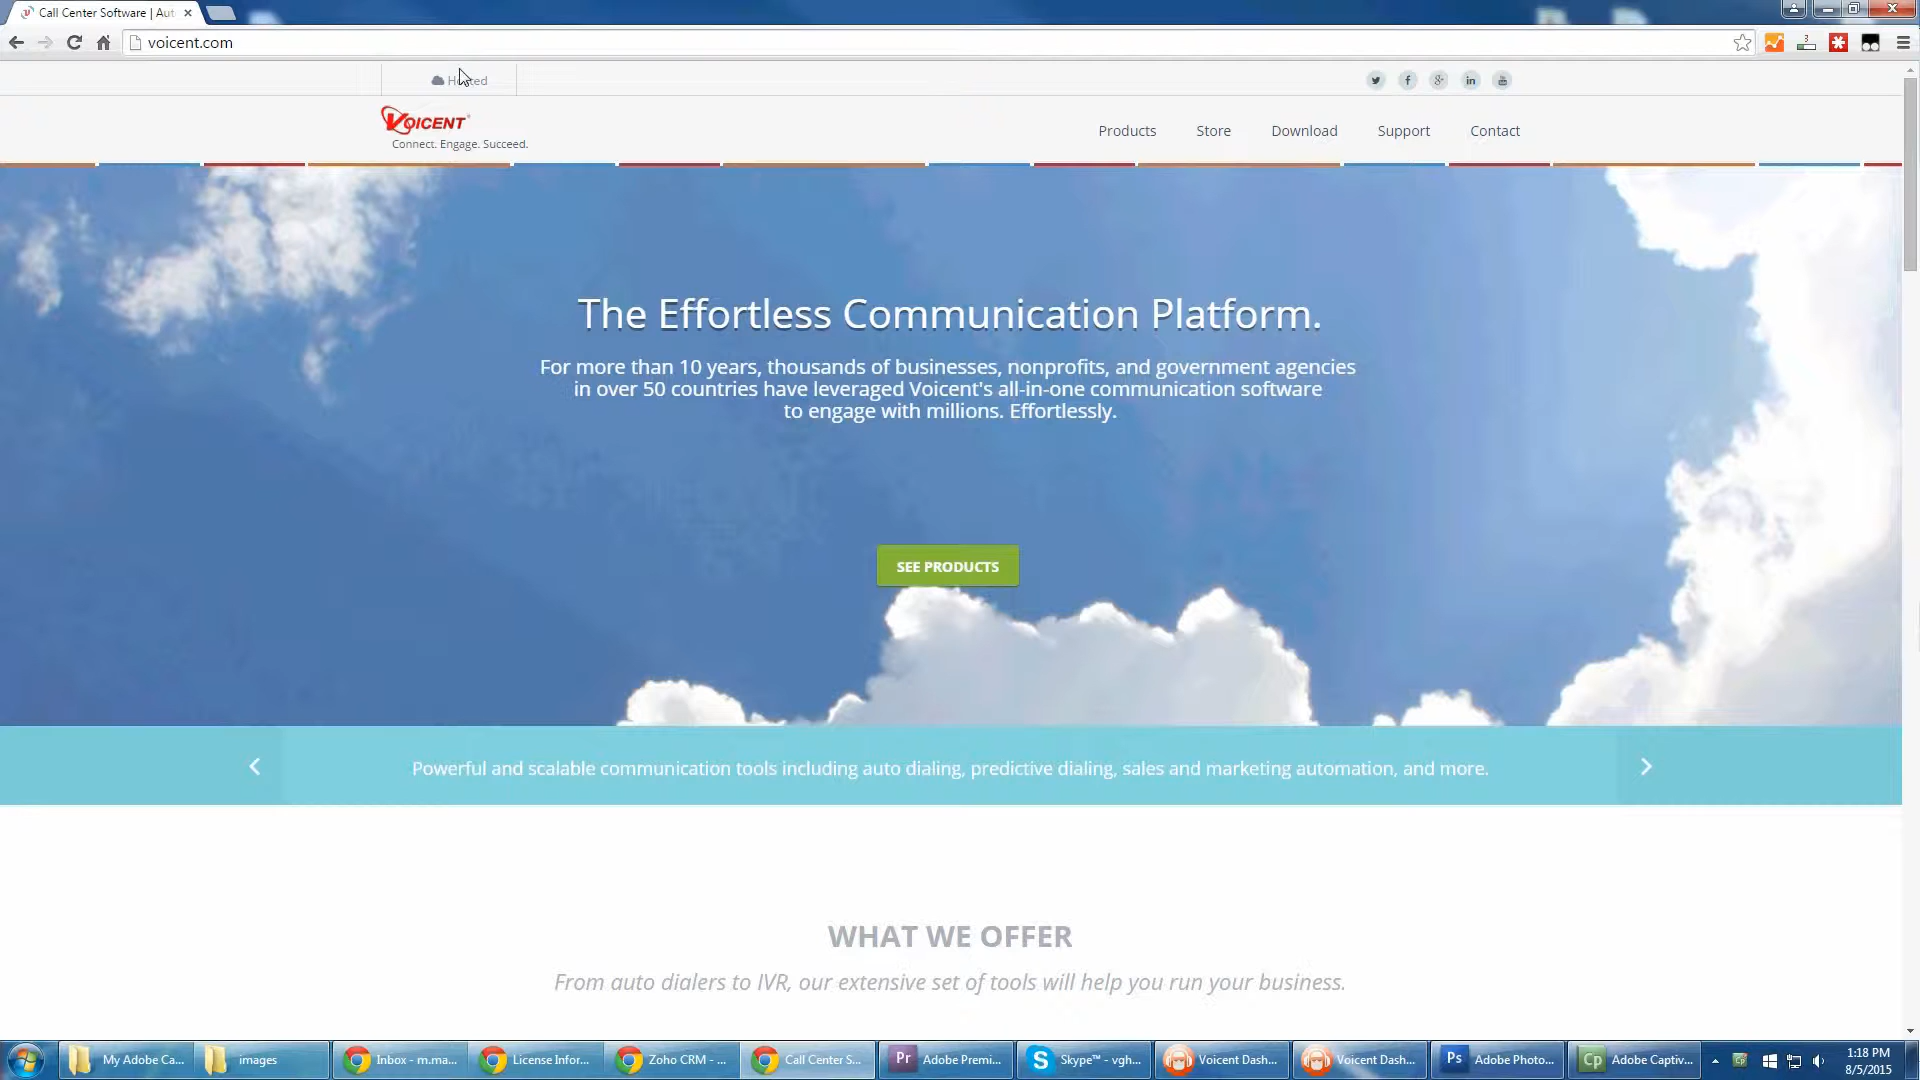 Call Center Software | Aut
voicent.com
3
Hosted
VOICENT
Connect. Engage. Succeed.
Products
Store
Download
Support
Contact
The Effortless Communication Platform.
For more than 10 years, thousands of businesses, nonprofits, and government agencies
in over 50 countries have leveraged Voicent's all-in-one communication software
to engage with millions. Effortlessly.
SEE PRODUCTS
Powerful and scalable communication tools including auto dialing, predictive dialing, sales and marketing automation, and more.
WHAT WE OFFER
From auto dialers to IVR, our extensive set of tools will help you run your business.
My Adobe Ca...
images
Inbox - m.ma...
License Infor...
Zoho CRM - ...
Call Center S...
Pr Adobe Premi...
S Skype™ - vgh...
Voicent Dash...
Voicent Dash...
Ps Adobe Photo...
Cp Adobe Captiv...
1:18 PM
8/5/2015